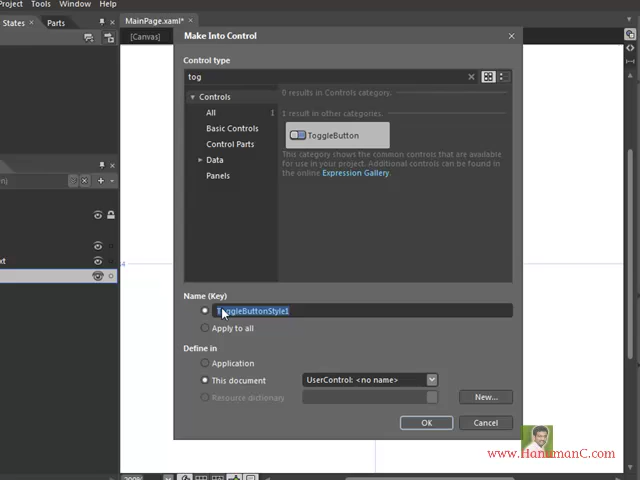 Project Tools Window Help
States × Parts
MainPage.xaml* ×
[Canvas]
Make Into Control
Control type
tog
Controls
All
1
Basic Controls
Control Parts
Data
Panels
0 results in Controls category.
1 result in other categories.
ToggleButton
This category shows the common controls that are available
for use in your project. Additional controls can be found in
the online Expression Gallery.
Name (Key)
ToggleButtonStyle1
Apply to all
Define in
Application
This document
UserControl: <no name>
Resource dictionary
New...
OK
Cancel
www.HanumanC.com